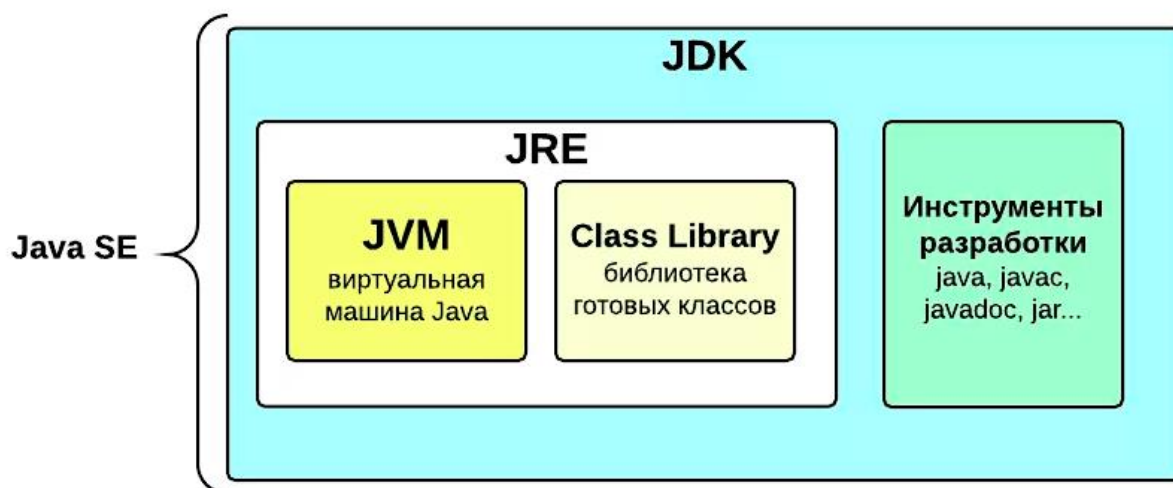 JDK
JRE
Java SE
JVM
виртуальная
машина Java
Class Library
библиотека
готовых классов
Инструменты
разработки
java, javac,
javadoc, jar...